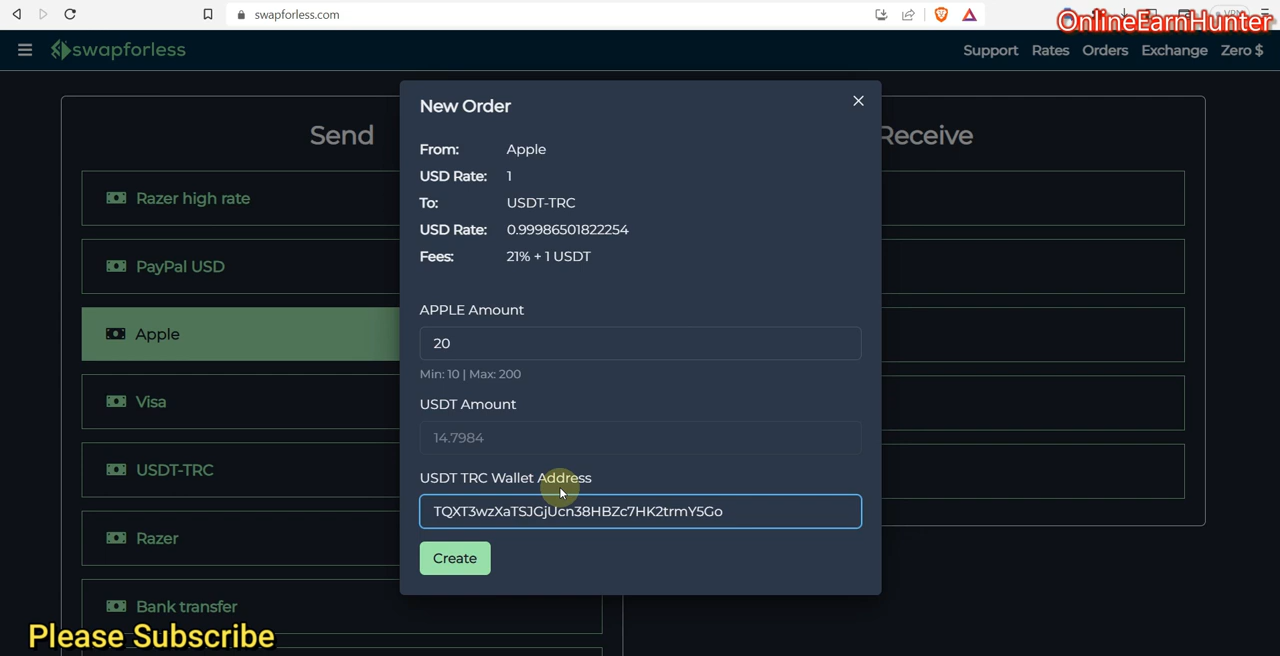 swapforless.com
OnlineEarnHunter
swapforless
Support Rates Orders Exchange Zero $
Send
Receive
Razer high rate
PayPal USD
Apple
Visa
USDT-TRC
Razer
Bank transfer
New Order
From: Apple
USD Rate: 1
To: USDT-TRC
USD Rate: 0.99986501822254
Fees: 21% + 1 USDT
APPLE Amount
20
Min: 10 | Max: 200
USDT Amount
14.7984
USDT TRC Wallet Address
TQXT3wzXaTSJGjUcn38HBZc7HK2trmY5Go
Create
Please Subscribe